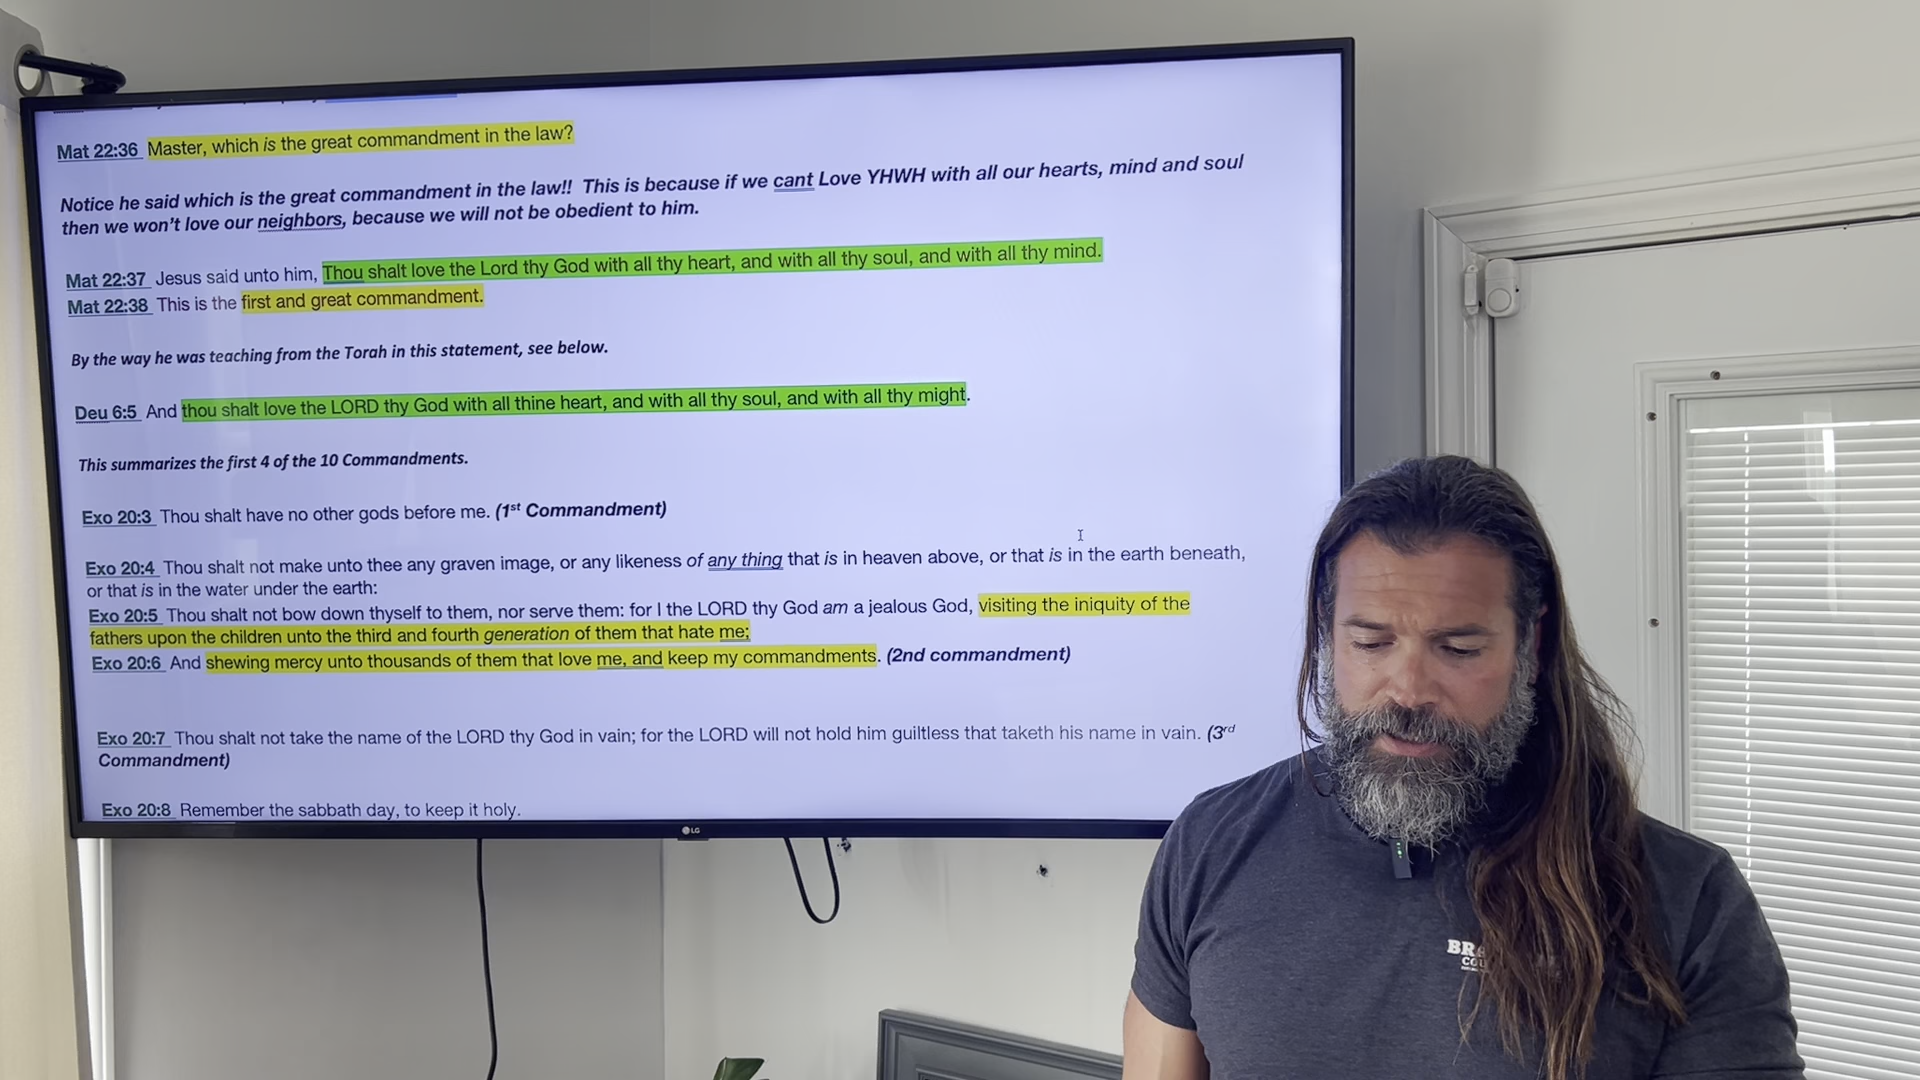 Mat 22:36 Master, which is the great commandment in the law?
Notice he said which is the great commandment in the law!! This is because if we cant Love YHWH with all our hearts, mind and soul
then we won't love our neighbors, because we will not be obedient to him.
Mat 22:37 Jesus said unto him, Thou shalt love the Lord thy God with all thy heart, and with all thy soul, and with all thy mind.
Mat 22:38 This is the first and great commandment.
By the way he was teaching from the Torah in this statement, see below.
Deu 6:5 And thou shalt love the LORD thy God with all thine heart, and with all thy soul, and with all thy might.
This summarizes the first 4 of the 10 Commandments.
Exo 20:3 Thou shalt have no other gods before me. (1st Commandment)
Exo 20:4 Thou shalt not make unto thee any graven image, or any likeness of any thing that is in heaven above, or that is in the earth beneath,
or that is in the water under the earth:
Exo 20:5 Thou shalt not bow down thyself to them, nor serve them: for I the LORD thy God am a jealous God, visiting the iniquity of the
fathers upon the children unto the third and fourth generation of them that hate me;
Exo 20:6 And shewing mercy unto thousands of them that love me, and keep my commandments. (2nd commandment)
Exo 20:7 Thou shalt not take the name of the LORD thy God in vain; for the LORD will not hold him guiltless that taketh his name in vain. (3rd
Commandment)
Exo 20:8 Remember the sabbath day, to keep it holy.
LG